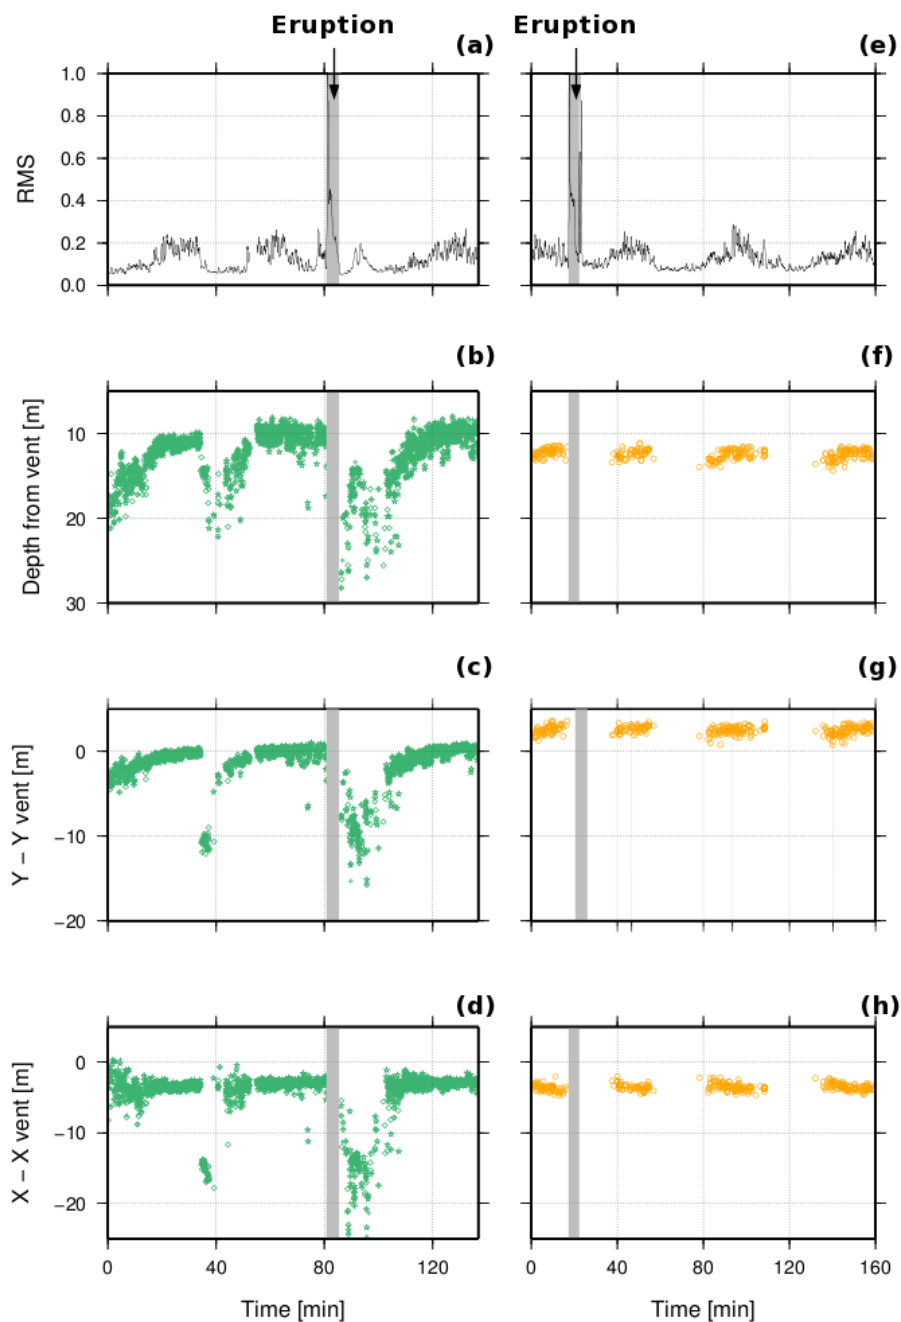 Eruption Eruption
(a) (e)
1.0
0.8
0.6
0.4
0.2
0.0
RMS
(b) (f)
10
20
30
Depth from vent [m]
(c) (g)
0
−10
−20
Y − Y vent [m]
(d) (h)
0
−10
−20
X − X vent [m]
0 40 80 120 0 40 80 120 160
Time [min] Time [min]